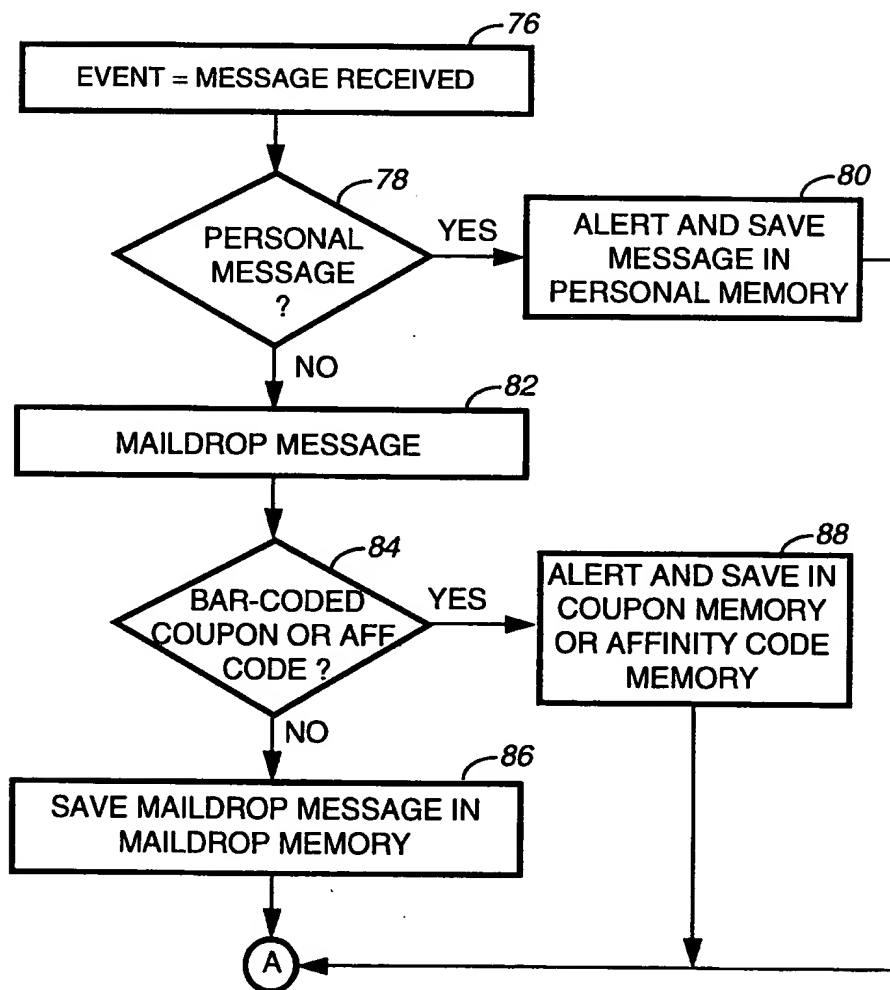 76
EVENT = MESSAGE RECEIVED
78
PERSONAL
MESSAGE
?
YES
80
ALERT AND SAVE
MESSAGE IN
PERSONAL MEMORY
NO
82
MAILDROP MESSAGE
84
BAR-CODED
COUPON OR AFF
CODE ?
YES
88
ALERT AND SAVE IN
COUPON MEMORY
OR AFFINITY CODE
MEMORY
NO
86
SAVE MAILDROP MESSAGE IN
MAILDROP MEMORY
A